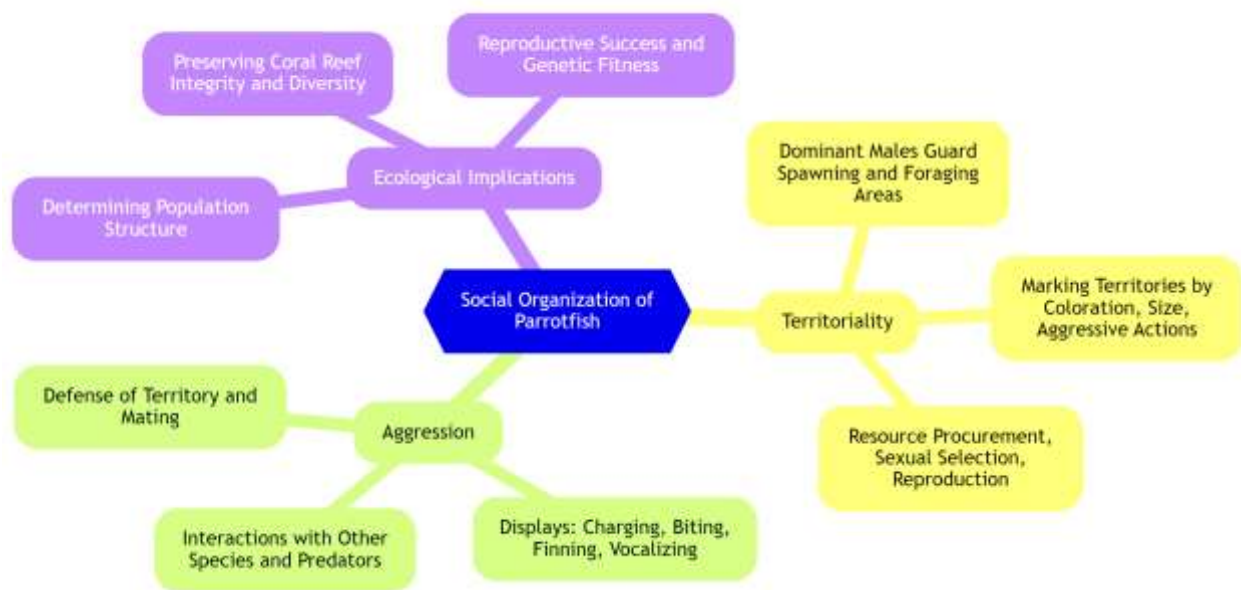 Preserving Coral Reef
Integrity and Diversity
Reproductive Success and
Genetic Fitness
Ecological Implications
Determining Population
Structure
Dominant Males Guard
Spawning and Foraging
Areas
Social Organization of
Parrotfish
Territoriality
Marking Territories by
Coloration, Size,
Aggressive Actions
Resource Procurement,
Sexual Selection,
Reproduction
Defense of Territory and
Mating
Aggression
Interactions with Other
Species and Predators
Displays: Charging, Biting,
Finning, Vocalizing